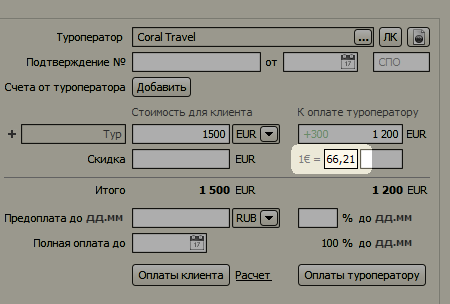 Туроператор Coral Travel ... ЛК
Подтверждение № от 17 СПО
Счета от туроператора Добавить
Стоимость для клиента К оплате туроператору
+ Тур 1500 EUR +300 1 200 EUR
Скидка EUR 1€ = 66,21
Итого 1 500 EUR 1 200 EUR
Предоплата до дд.мм RUB % до дд.мм
Полная оплата до 17 100 % до дд.мм
Оплаты клиента Расчет Оплаты туроператору